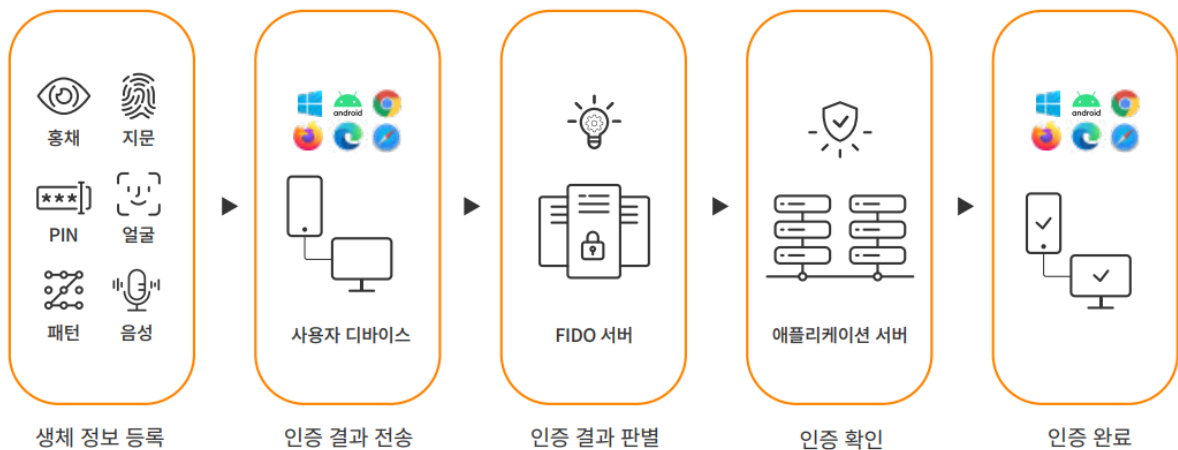 홍채
지문
PIN
얼굴
패턴
음성
생체 정보 등록
android
사용자 디바이스
인증 결과 전송
FIDO 서버
인증 결과 판별
애플리케이션 서버
인증 확인
android
인증 완료